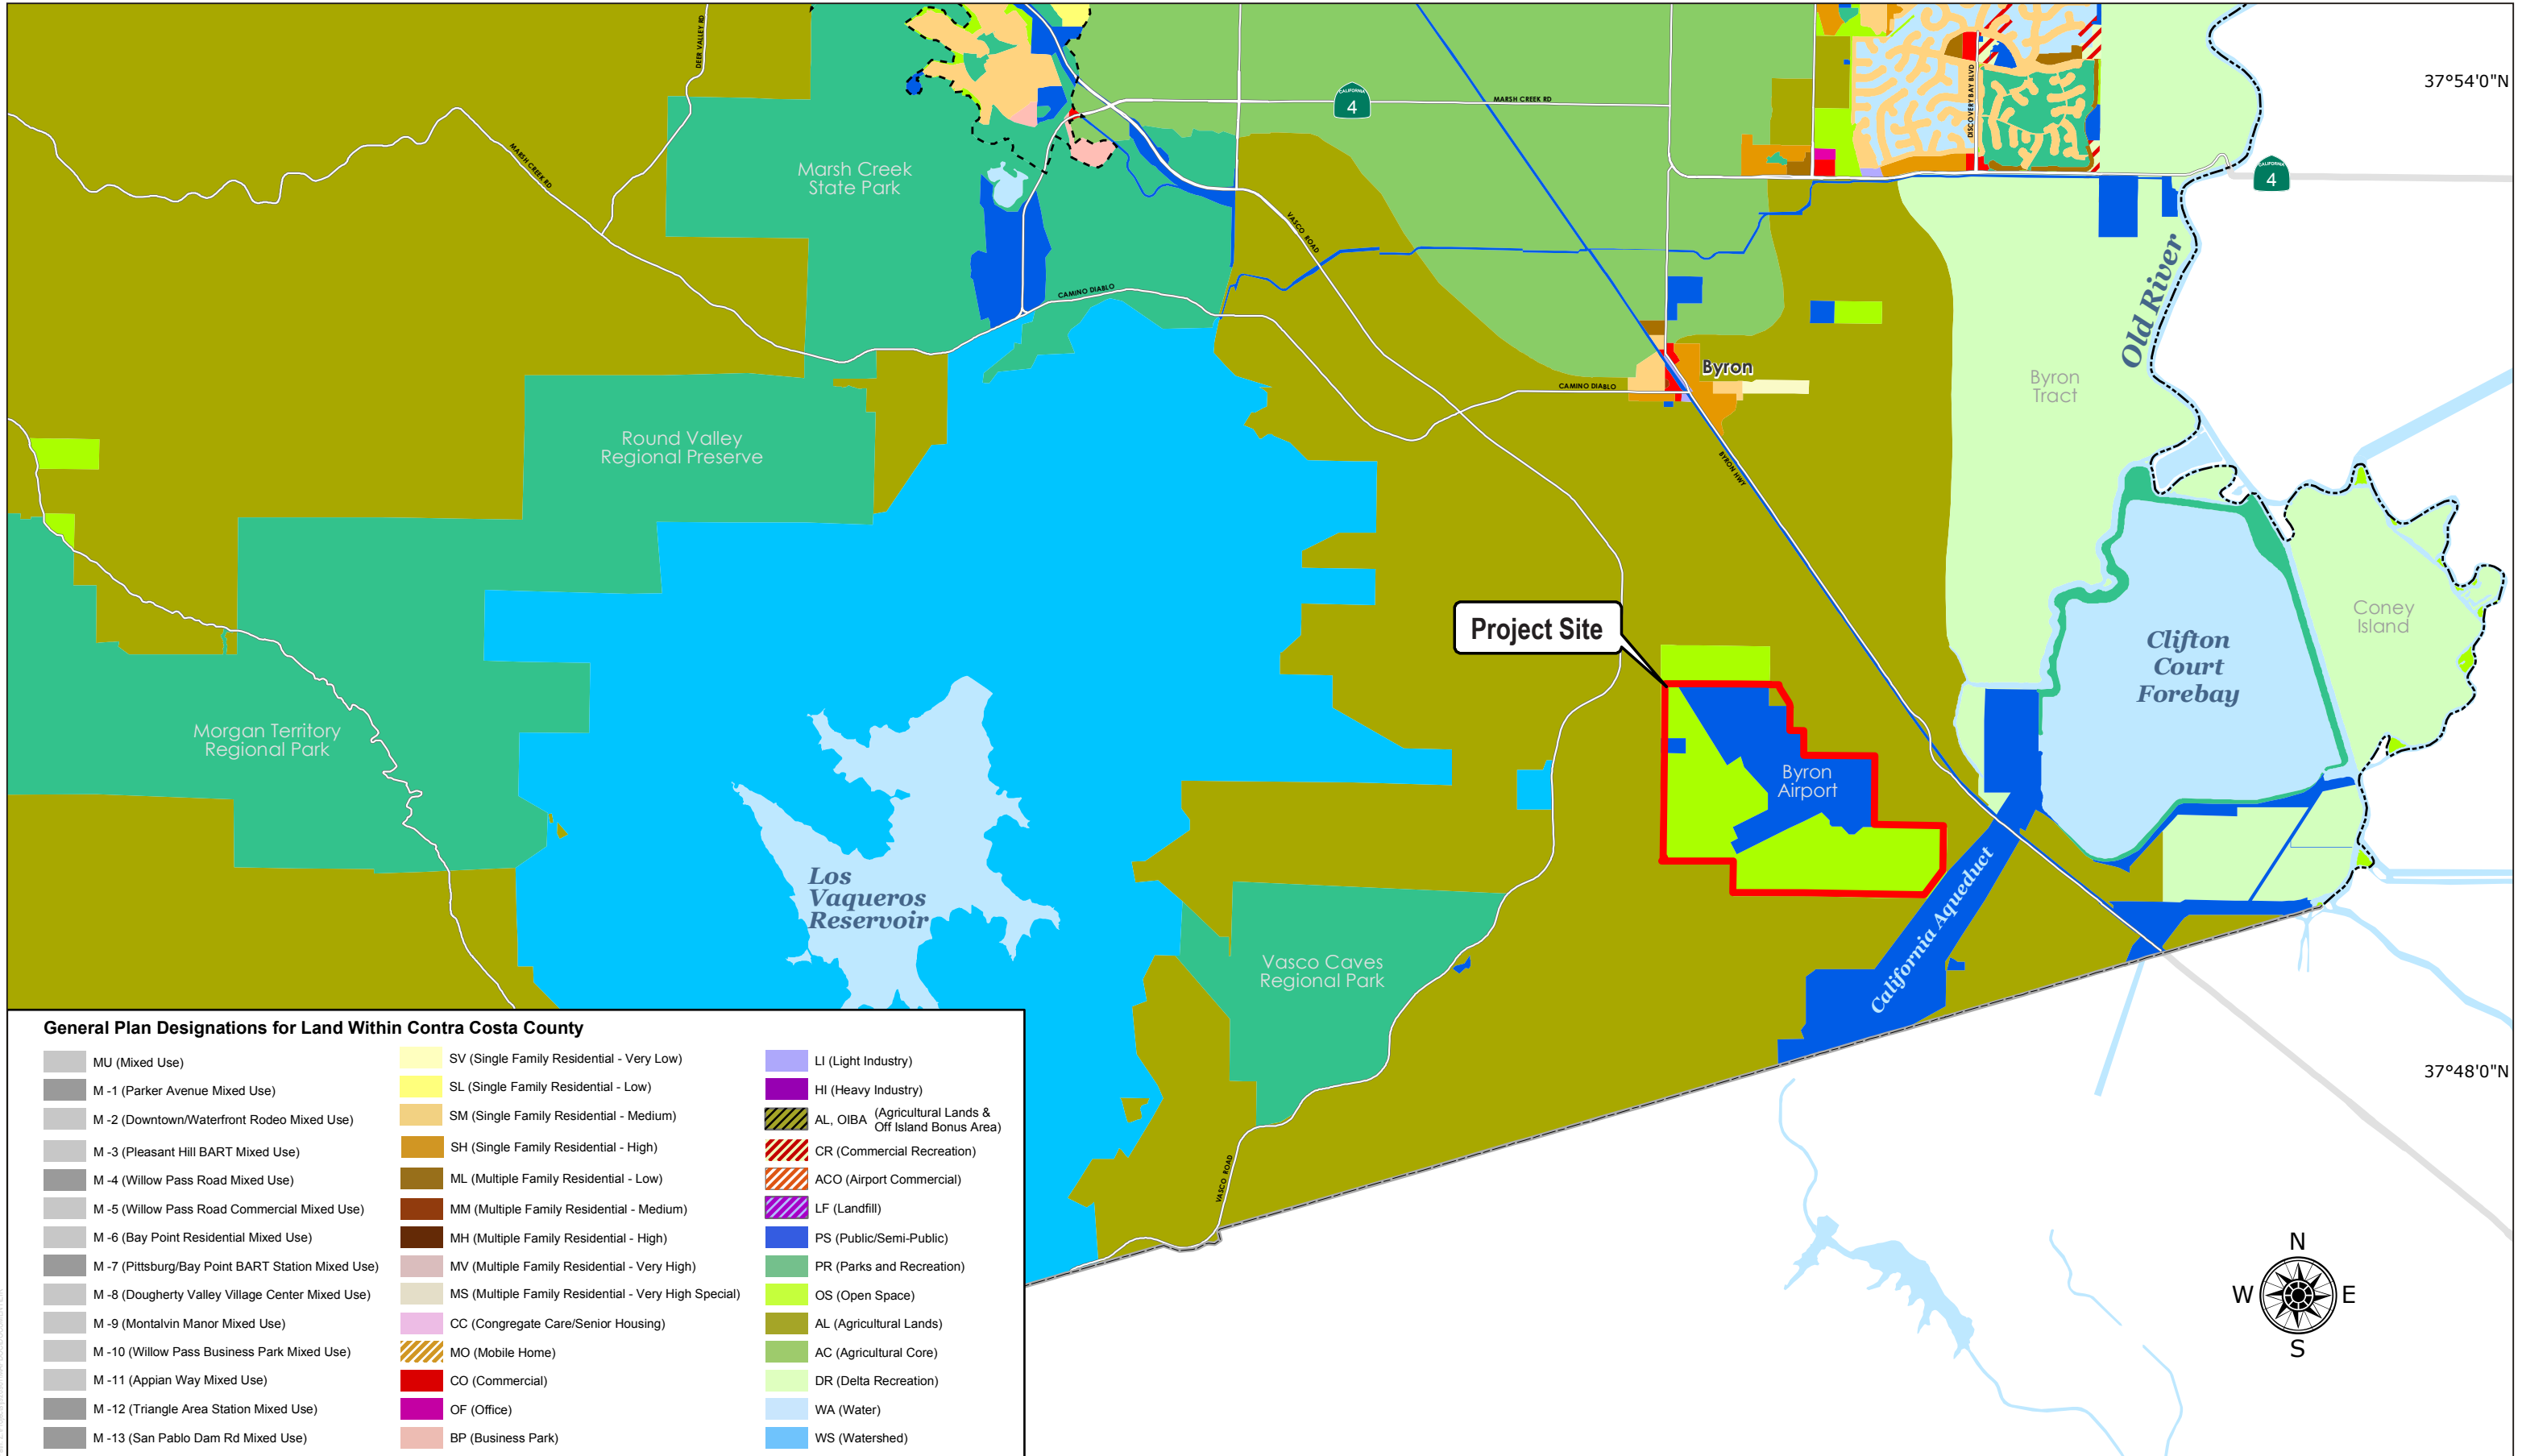 37°54'0"N
DEER VALLEY RD
CALIFORNIA
4
MARSH CREEK RD
DISCOVERY BAY BLVD
MARSH CREEK RD
Marsh Creek
State Park
CALIFORNIA
4
VASCO ROAD
Old River
CAMINO DIABLO
Byron
Byron
Tract
CAMINO DIABLO
Round Valley
Regional Preserve
BYRON HWY
Project Site
Coney
Island
Clifton
Court
Forebay
Morgan Territory
Regional Park
Byron
Airport
Los
Vaqueros
Reservoir
California Aqueduct
Vasco Caves
Regional Park
37°48'0"N
VASCO ROAD
N
W E
S
General Plan Designations for Land Within Contra Costa County
MU (Mixed Use)
M -1 (Parker Avenue Mixed Use)
M -2 (Downtown/Waterfront Rodeo Mixed Use)
M -3 (Pleasant Hill BART Mixed Use)
M -4 (Willow Pass Road Mixed Use)
M -5 (Willow Pass Road Commercial Mixed Use)
M -6 (Bay Point Residential Mixed Use)
M -7 (Pittsburg/Bay Point BART Station Mixed Use)
M -8 (Dougherty Valley Village Center Mixed Use)
M -9 (Montalvin Manor Mixed Use)
M -10 (Willow Pass Business Park Mixed Use)
M -11 (Appian Way Mixed Use)
M -12 (Triangle Area Station Mixed Use)
M -13 (San Pablo Dam Rd Mixed Use)
SV (Single Family Residential - Very Low)
SL (Single Family Residential - Low)
SM (Single Family Residential - Medium)
SH (Single Family Residential - High)
ML (Multiple Family Residential - Low)
MM (Multiple Family Residential - Medium)
MH (Multiple Family Residential - High)
MV (Multiple Family Residential - Very High)
MS (Multiple Family Residential - Very High Special)
CC (Congregate Care/Senior Housing)
MO (Mobile Home)
CO (Commercial)
OF (Office)
BP (Business Park)
LI (Light Industry)
HI (Heavy Industry)
AL, OIBA (Agricultural Lands &
Off Island Bonus Area)
CR (Commercial Recreation)
ACO (Airport Commercial)
LF (Landfill)
PS (Public/Semi-Public)
PR (Parks and Recreation)
OS (Open Space)
AL (Agricultural Lands)
AC (Agricultural Core)
DR (Delta Recreation)
WA (Water)
WS (Watershed)